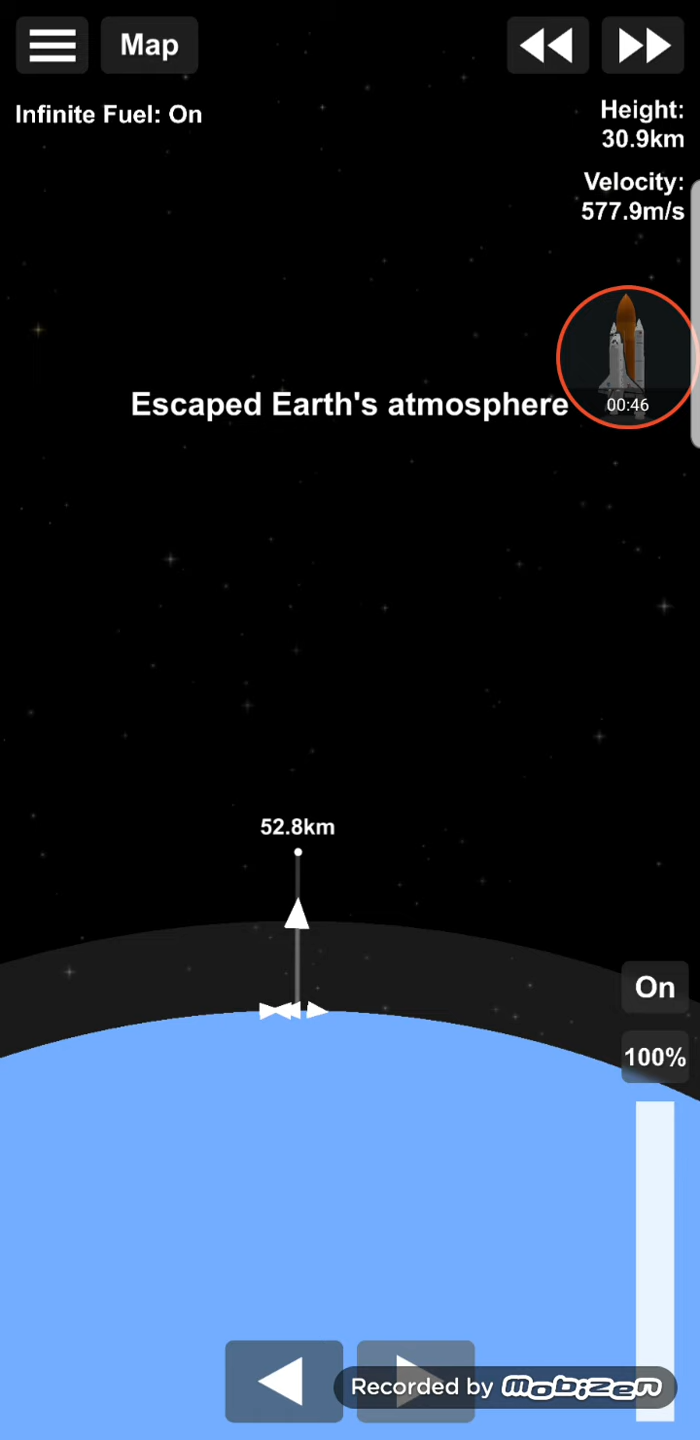 Map
Infinite Fuel: On
Height:
30.9km
Velocity:
577.9m/s
Escaped Earth's atmosphere
00:46
52.8km
On
100%
Recorded by mobizen